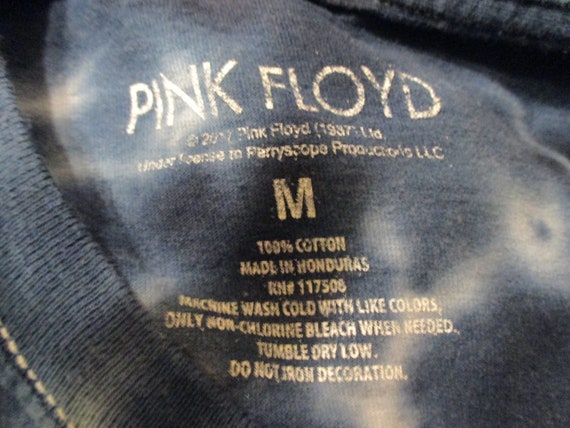 PINK FLOYD
© 2017 Pink Floyd (1987) Ltd.
Under license to Perryscope Productions LLC
M
100% COTTON
MADE IN HONDURAS
RN# 117506
MACHINE WASH COLD WITH LIKE COLORS.
ONLY NON-CHLORINE BLEACH WHEN NEEDED.
TUMBLE DRY LOW.
DO NOT IRON DECORATION.